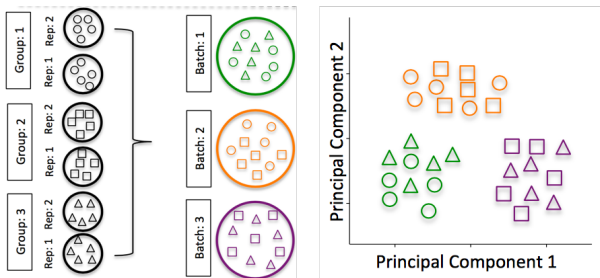 Group: 1
Rep: 2
Rep: 1
Group: 2
Rep: 2
Rep: 1
Group: 3
Rep: 2
Rep: 1
Batch: 1
Batch: 2
Batch: 3
Principal Component 2
Principal Component 1